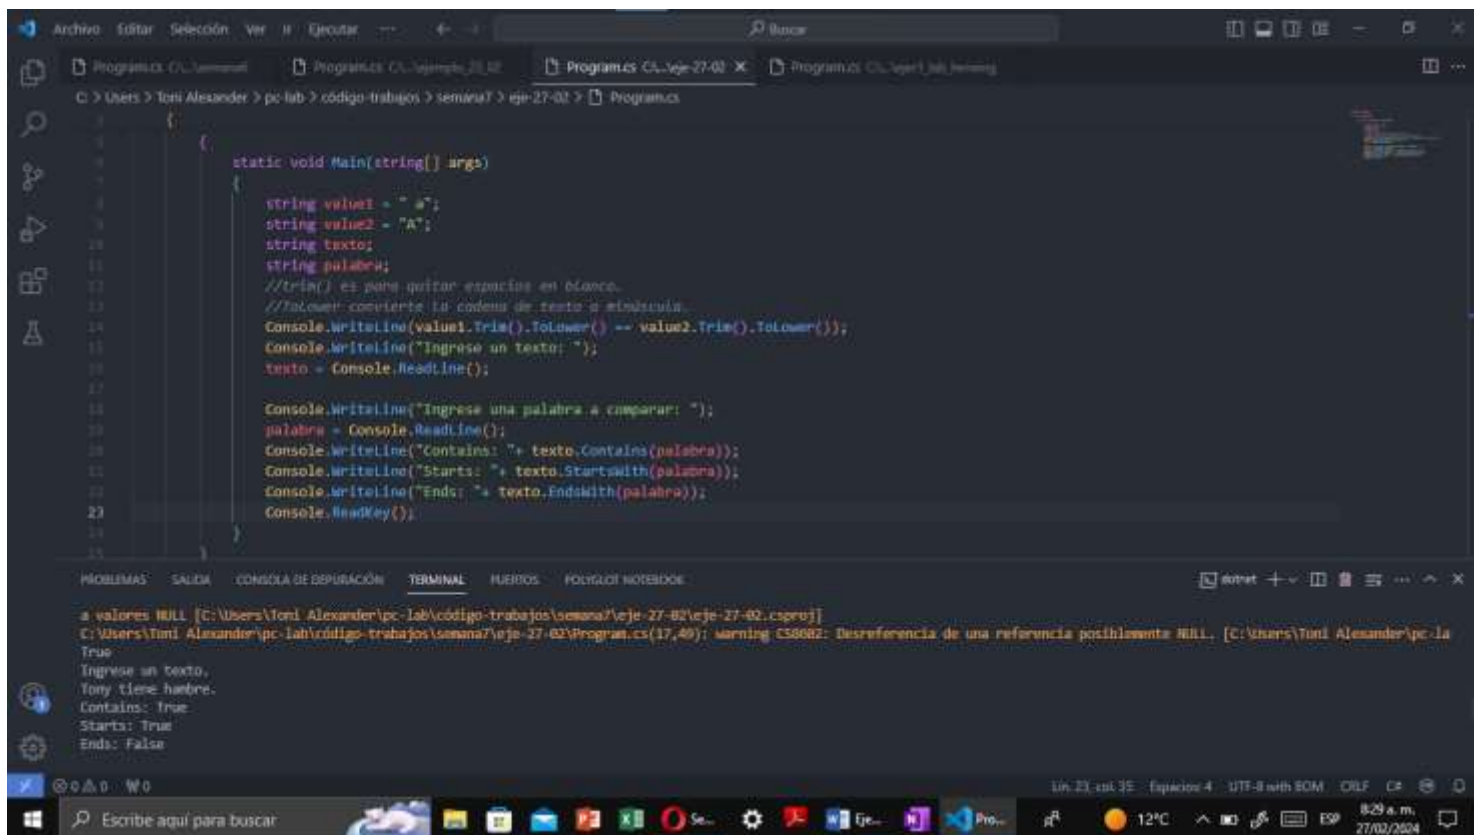 Archivo Editar Selección Ver Ir Ejecutar ··· Buscar
Program.cs Program.cs Program.cs C:\...\eje-27-02 × Program.cs
C: > Users > Toni Alexander > pc-lab > código-trabajos > semana7 > eje-27-02 > Program.cs
{
{
static void Main(string[] args)
{
string value1 = " a";
string value2 = "A";
string texto;
string palabra;
//trim() es para quitar espacios en blanco.
//ToLower convierte la cadena de texto a minúscula.
Console.WriteLine(value1.Trim().ToLower() == value2.Trim().ToLower());
Console.WriteLine("Ingrese un texto: ");
texto = Console.ReadLine();
Console.WriteLine("Ingrese una palabra a comparar: ");
palabra = Console.ReadLine();
Console.WriteLine("Contains: "+ texto.Contains(palabra));
Console.WriteLine("Starts: "+ texto.StartsWith(palabra));
Console.WriteLine("Ends: "+ texto.EndsWith(palabra));
23 Console.ReadKey();
}
}
PROBLEMAS SALIDA CONSOLA DE DEPURACIÓN TERMINAL PUERTOS POLYGLOT NOTEBOOK dotnet
a valores NULL [C:\Users\Toni Alexander\pc-lab\código-trabajos\semana7\eje-27-02\eje-27-02.csproj]
C:\Users\Toni Alexander\pc-lab\código-trabajos\semana7\eje-27-02\Program.cs(17,49): warning CS8602: Desreferencia de una referencia posiblemente NULL. [C:\Users\Toni Alexander\pc-la
True
Ingrese un texto.
Tony tiene hambre.
Contains: True
Starts: True
Ends: False
0 0 0 Lín. 23, col. 35 Espacios: 4 UTF-8 with BOM CRLF C#
Escribe aquí para buscar Se... Eje... Pro... 12°C ESP 8:29 a. m.
27/02/2024